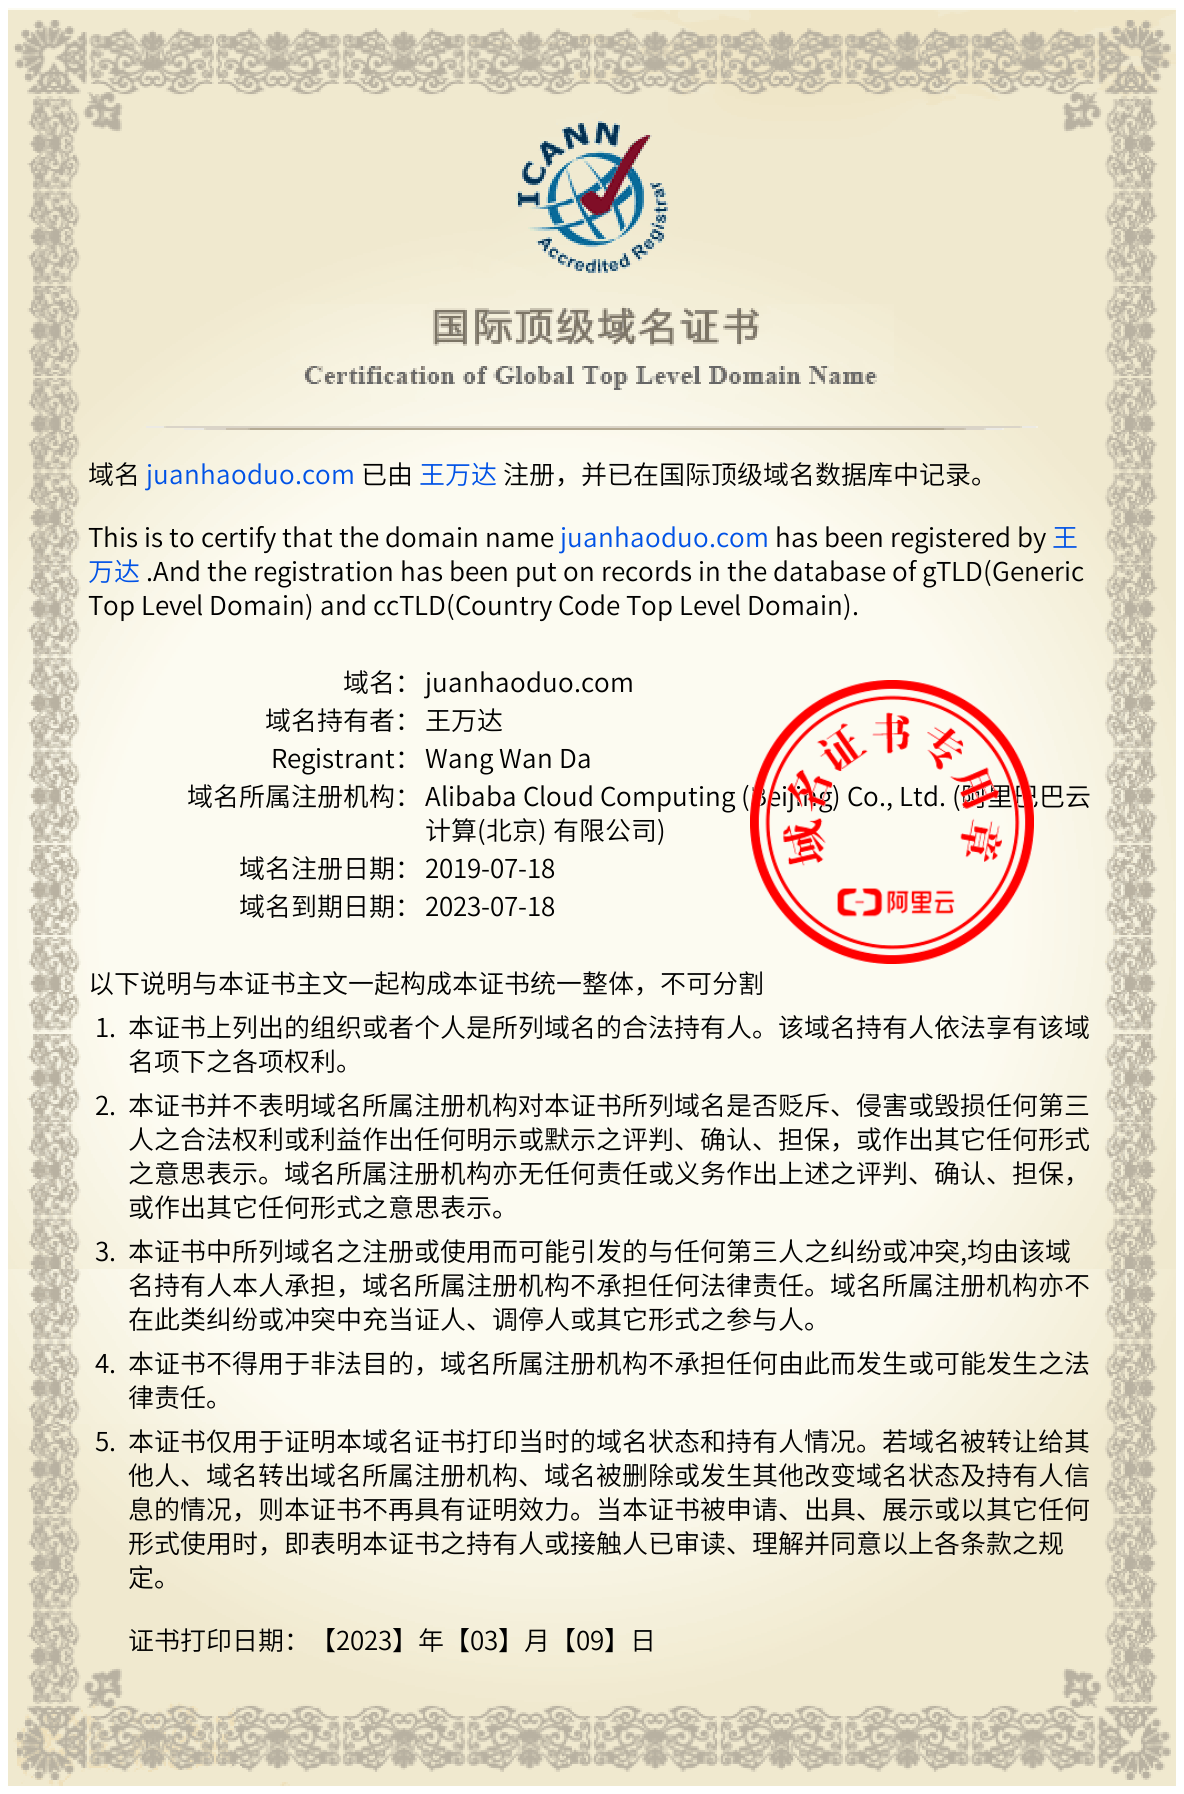 ICANN
Accredited Registrar
国际顶级域名证书
Certification of Global Top Level Domain Name
域名 juanhaoduo.com 已由 王万达 注册，并已在国际顶级域名数据库中记录。
This is to certify that the domain name juanhaoduo.com has been registered by 王
万达 .And the registration has been put on records in the database of gTLD(Generic
Top Level Domain) and ccTLD(Country Code Top Level Domain).
域名： juanhaoduo.com
域名持有者： 王万达
Registrant： Wang Wan Da
域名所属注册机构： Alibaba Cloud Computing (Beijing) Co., Ltd. (阿里巴巴云
计算(北京) 有限公司)
域名注册日期： 2019-07-18
域名到期日期： 2023-07-18
域名证书专用章
阿里云
以下说明与本证书主文一起构成本证书统一整体，不可分割
1. 本证书上列出的组织或者个人是所列域名的合法持有人。该域名持有人依法享有该域
名项下之各项权利。
2. 本证书并不表明域名所属注册机构对本证书所列域名是否贬斥、侵害或毁损任何第三
人之合法权利或利益作出任何明示或默示之评判、确认、担保，或作出其它任何形式
之意思表示。域名所属注册机构亦无任何责任或义务作出上述之评判、确认、担保，
或作出其它任何形式之意思表示。
3. 本证书中所列域名之注册或使用而可能引发的与任何第三人之纠纷或冲突,均由该域
名持有人本人承担，域名所属注册机构不承担任何法律责任。域名所属注册机构亦不
在此类纠纷或冲突中充当证人、调停人或其它形式之参与人。
4. 本证书不得用于非法目的，域名所属注册机构不承担任何由此而发生或可能发生之法
律责任。
5. 本证书仅用于证明本域名证书打印当时的域名状态和持有人情况。若域名被转让给其
他人、域名转出域名所属注册机构、域名被删除或发生其他改变域名状态及持有人信
息的情况，则本证书不再具有证明效力。当本证书被申请、出具、展示或以其它任何
形式使用时，即表明本证书之持有人或接触人已审读、理解并同意以上各条款之规
定。
证书打印日期：【2023】年【03】月【09】日